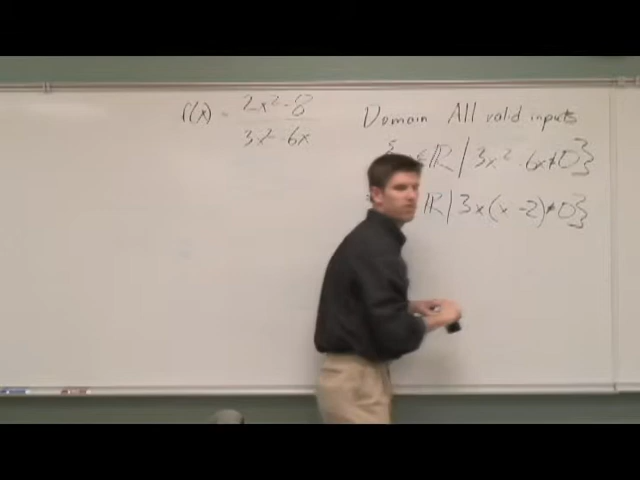 f(x) = 2x² - 8 / 3x² - 6x
Domain All valid inputs
{ ∈ ℝ | 3x² - 6x ≠ 0}
ℝ | 3x(x - 2) ≠ 0}